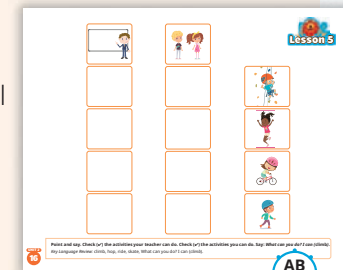 Lesson 5
Point and say. Check (✓) the activities your teacher can do. Check (✓) the activities you can do. Say: What can you do? I can (climb).
My Language Review: climb, hop, ride, skate, What can you do? I can (climb).
16
AB